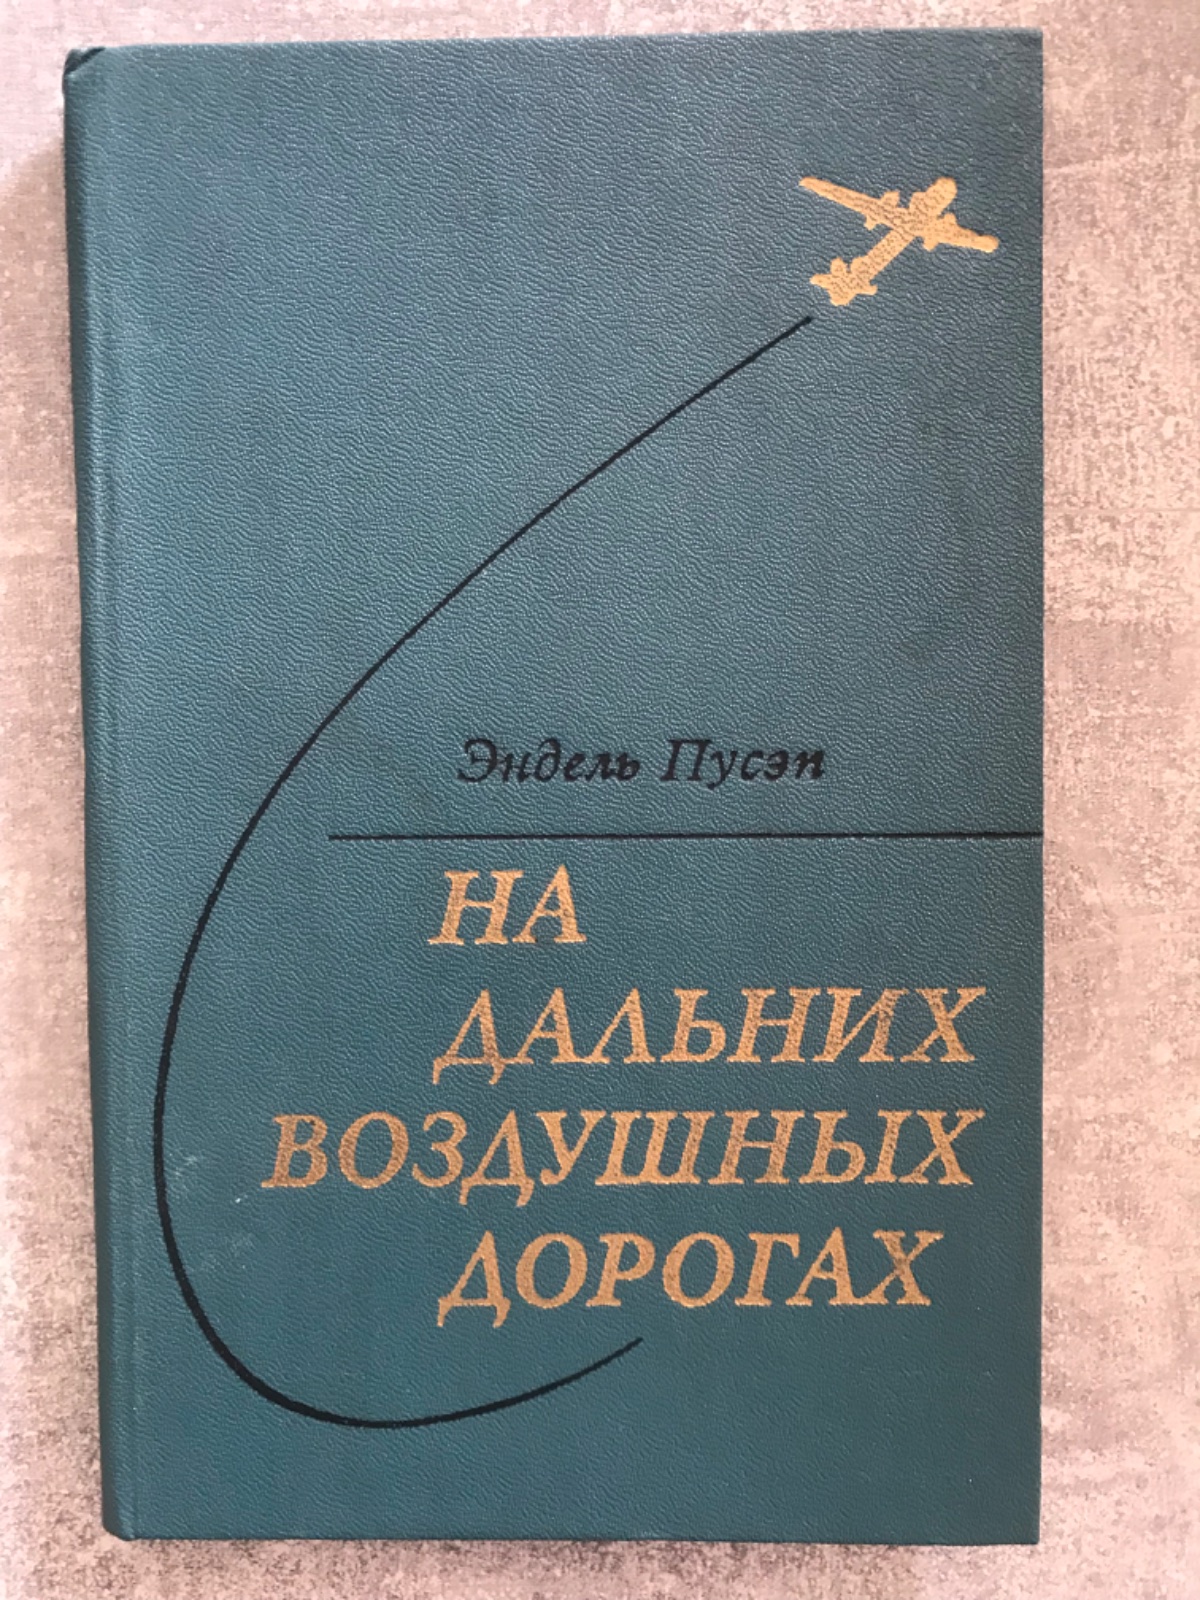 Эндель Пусэп
НА
ДАЛЬНИХ
ВОЗДУШНЫХ
ДОРОГАХ